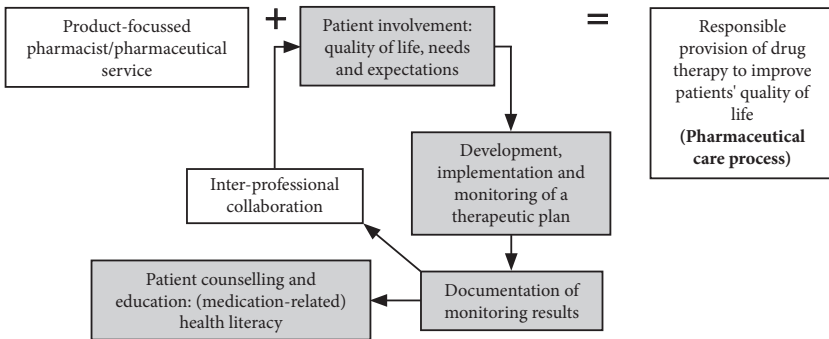 Product-focussed
pharmacist/pharmaceutical
service
+
Patient involvement:
quality of life, needs
and expectations
=
Responsible
provision of drug
therapy to improve
patients' quality of
life
(Pharmaceutical
care process)
Development,
implementation and
monitoring of a
therapeutic plan
Inter-professional
collaboration
Patient counselling and
education: (medication-related)
health literacy
Documentation of
monitoring results